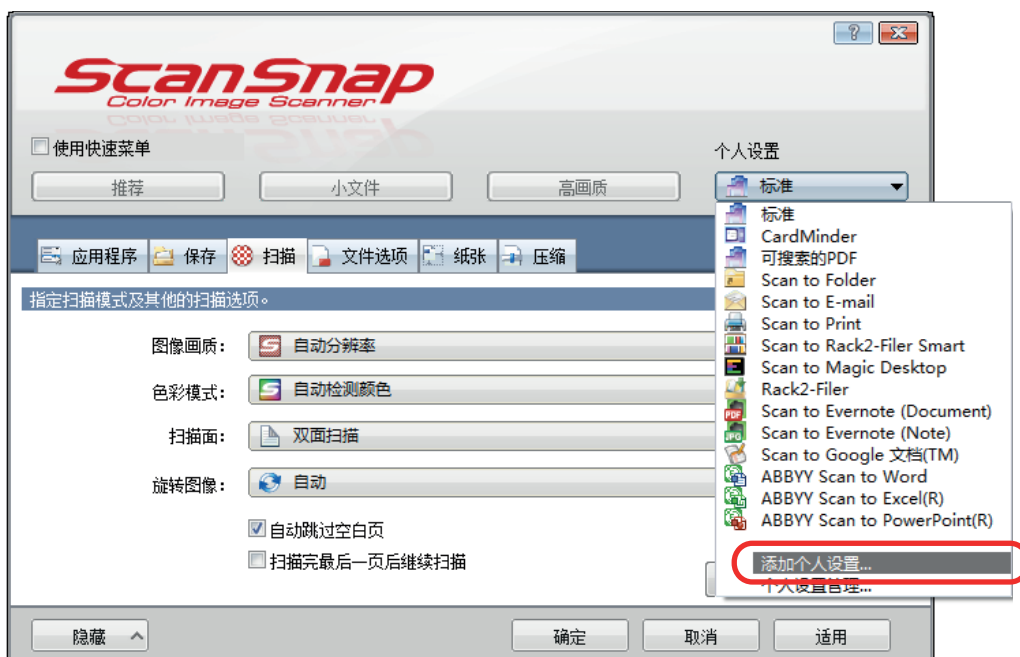 ScanSnap
Color Image Scanner
使用快速菜单
个人设置
推荐
小文件
高画质
标准
标准
CardMinder
可搜索的PDF
Scan to Folder
Scan to E-mail
Scan to Print
Scan to Rack2-Filer Smart
Scan to Magic Desktop
Rack2-Filer
Scan to Evernote (Document)
Scan to Evernote (Note)
Scan to Google 文档(TM)
ABBYY Scan to Word
ABBYY Scan to Excel(R)
ABBYY Scan to PowerPoint(R)
添加个人设置...
个人设置管理...
应用程序
保存
扫描
文件选项
纸张
压缩
指定扫描模式及其他的扫描选项。
图像画质：
自动分辨率
色彩模式：
自动检测颜色
扫描面：
双面扫描
旋转图像：
自动
自动跳过空白页
扫描完最后一页后继续扫描
隐藏
确定
取消
适用